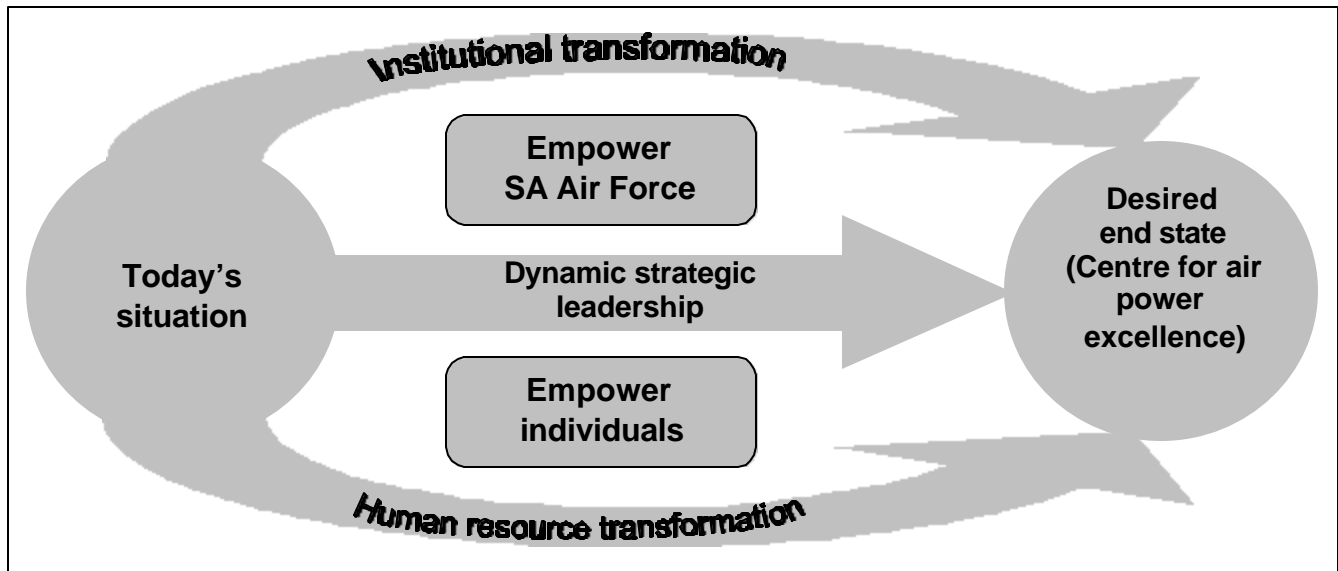 Institutional transformation
Empower
SA Air Force
Today’s
situation
Dynamic strategic
leadership
Desired
end state
(Centre for air
power
excellence)
Empower
individuals
Human resource transformation